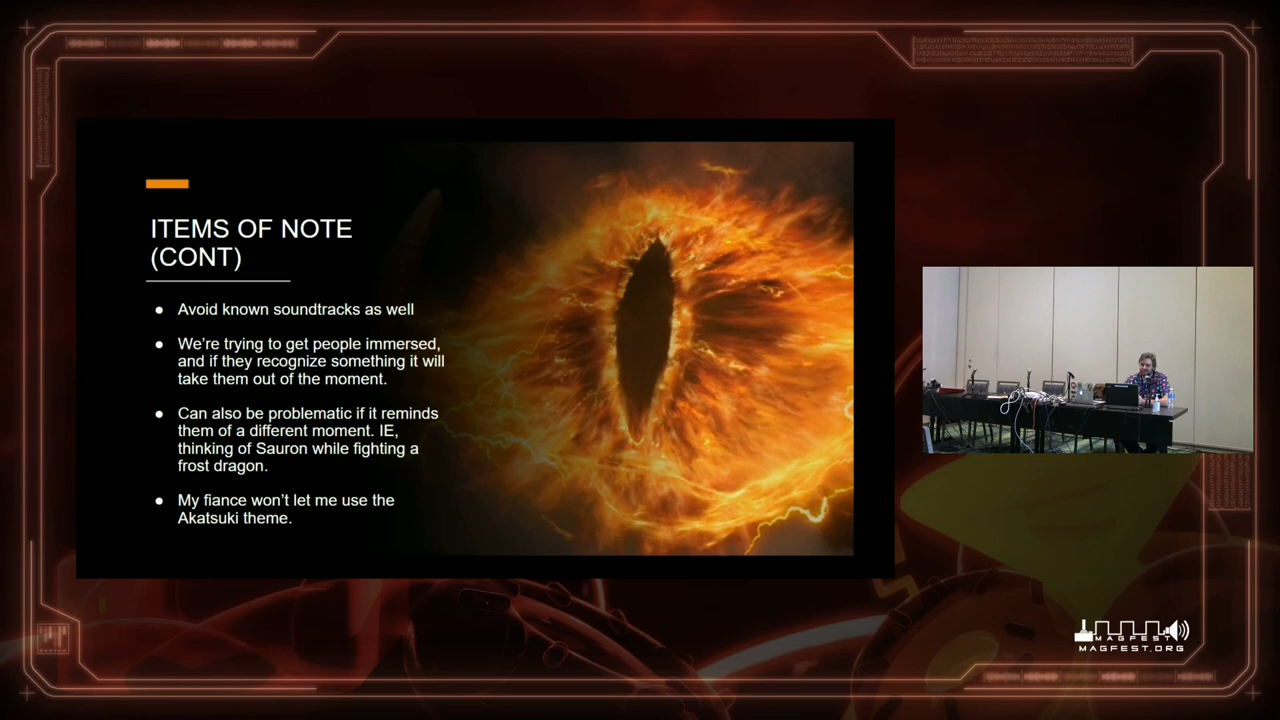 ITEMS OF NOTE
(CONT)
● Avoid known soundtracks as well
● We're trying to get people immersed,
and if they recognize something it will
take them out of the moment.
● Can also be problematic if it reminds
them of a different moment. IE,
thinking of Sauron while fighting a
frost dragon.
● My fiance won't let me use the
Akatsuki theme.
MAGFEST
MAGFEST.ORG